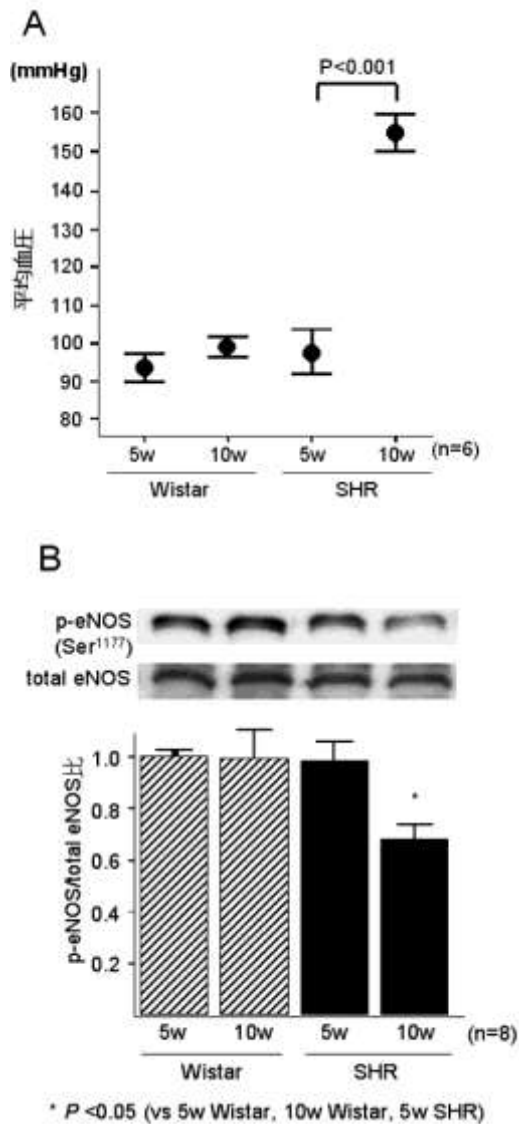 A
(mmHg)
P<0.001
160
150
140
130
120
110
100
90
80
平均血圧
5w 10w 5w 10w (n=6)
Wistar SHR
B
p-eNOS
(Ser1177)
total eNOS
1.0
0.8
0.6
0.4
0.2
p-eNOS/total eNOS比
*
5w 10w 5w 10w (n=8)
Wistar SHR
* P <0.05 (vs 5w Wistar, 10w Wistar, 5w SHR)